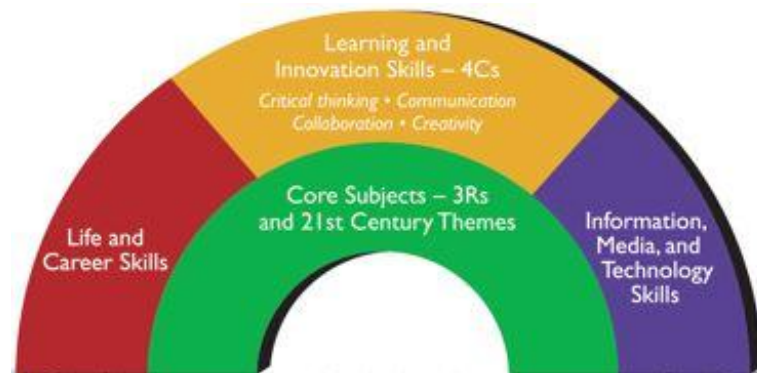 Learning and
Innovation Skills – 4Cs
Critical thinking • Communication
Collaboration • Creativity
Core Subjects – 3Rs
and 21st Century Themes
Life and
Career Skills
Information,
Media, and
Technology
Skills